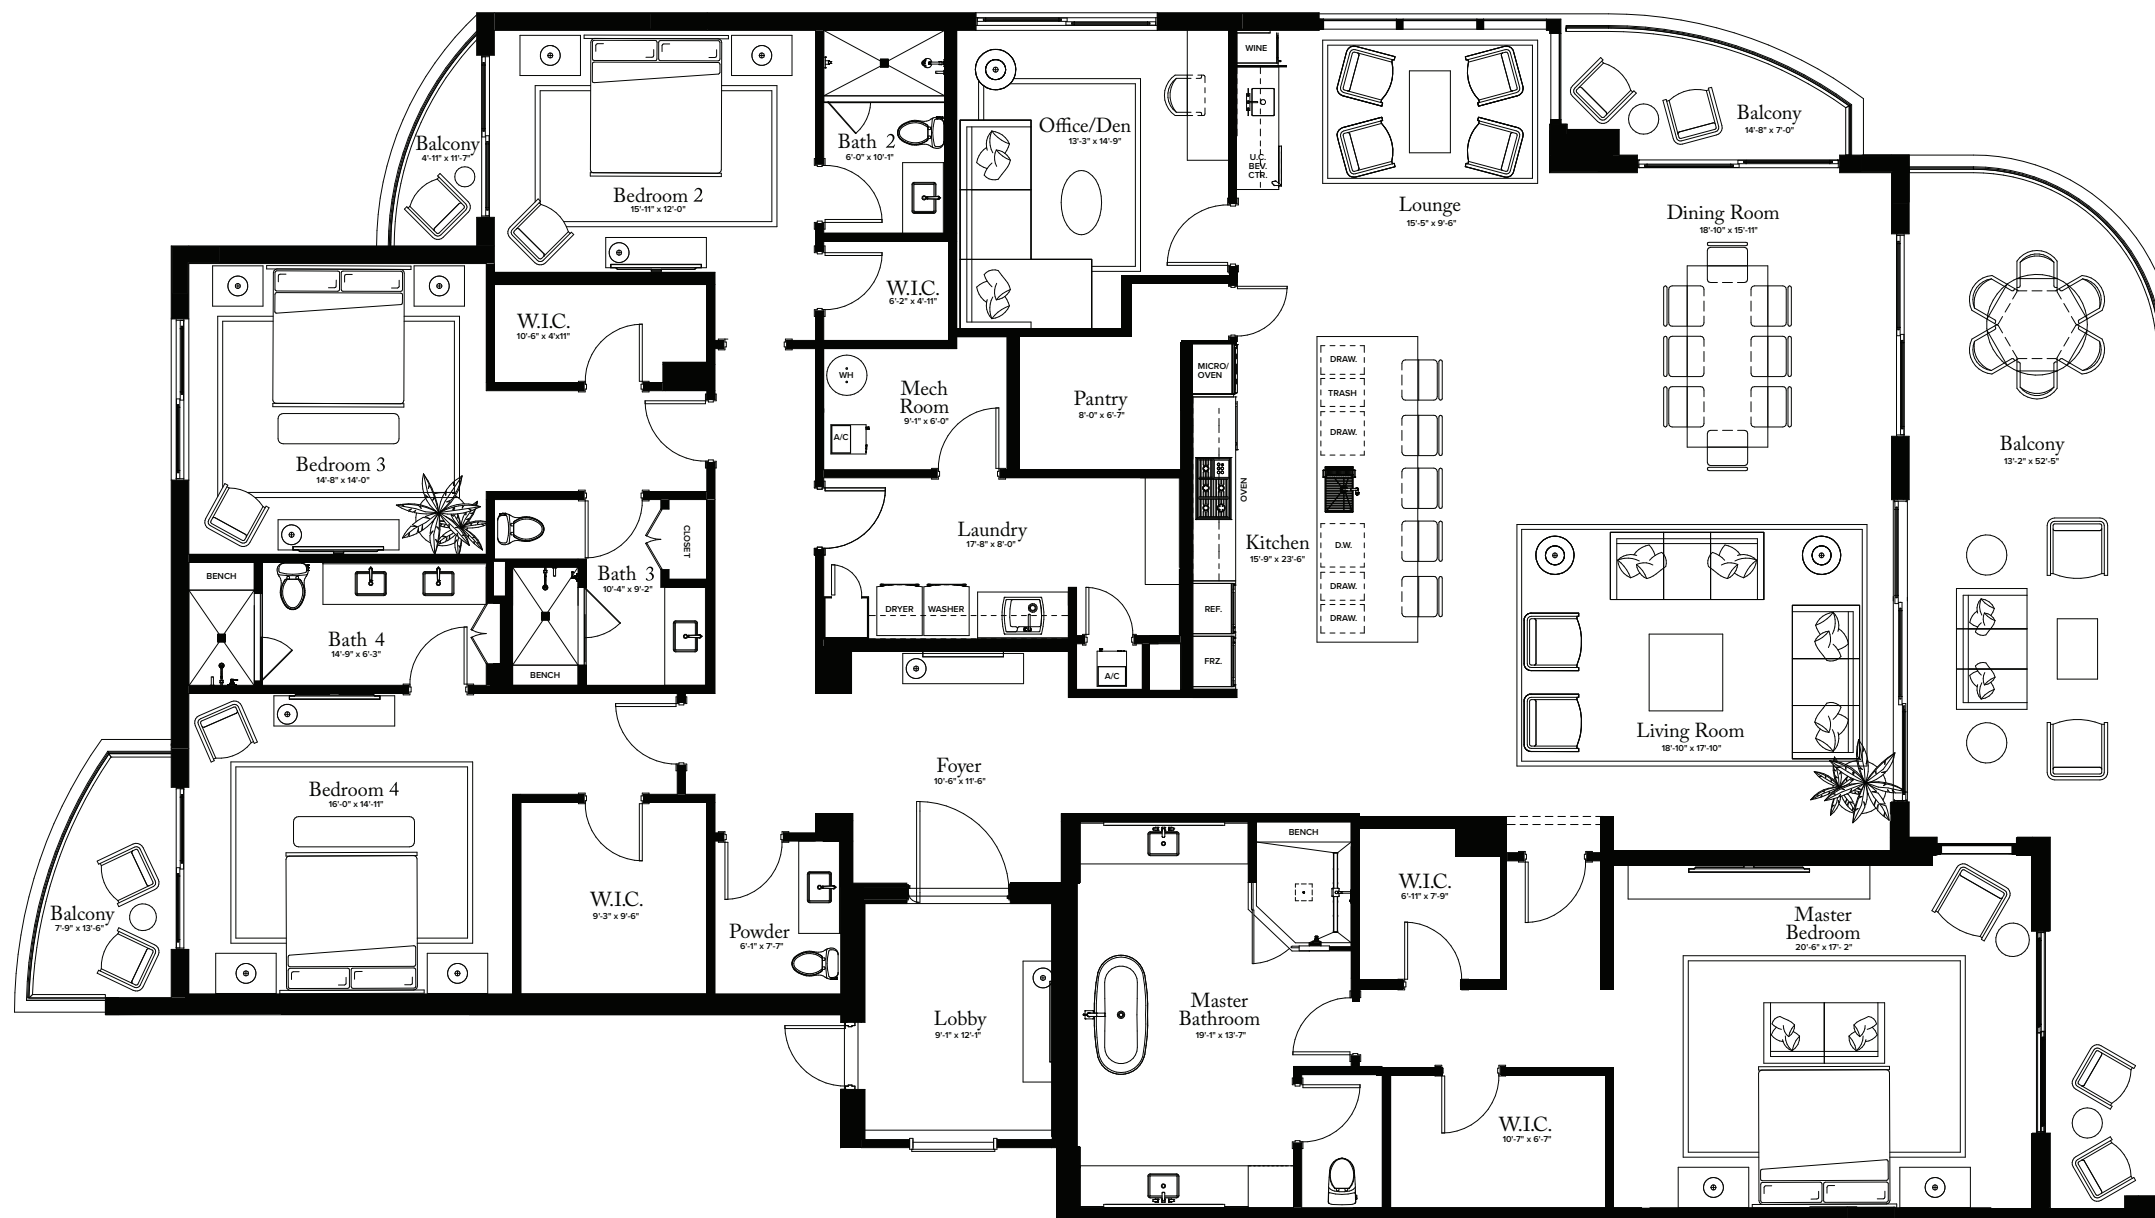 WINE
U.C.
BEV.
CTR.
Balcony
4'-11" x 11'-7"
Bedroom 2
15'-11" x 12'-0"
Bath 2
6'-0" x 10'-1"
Office/Den
13'-3" x 14'-9"
Lounge
15'-5" x 9'-6"
Balcony
14'-8" x 7'-0"
Dining Room
18'-10" x 15'-11"
W.I.C.
10'-6" x 4'x11"
W.I.C.
6'-2" x 4'-11"
WH
A/C
Mech
Room
9'-1" x 6'-0"
Pantry
8'-0" x 6'-7"
MICRO/
OVEN
OVEN
DRAW.
TRASH
DRAW.
D.W.
DRAW.
DRAW.
Kitchen
15'-9" x 23'-6"
REF.
FRZ.
Balcony
13'-2" x 52'-5"
Bedroom 3
14'-8" x 14'-0"
CLOSET
Bath 3
10'-4" x 9'-2"
BENCH
Laundry
17'-8" x 8'-0"
DRYER
WASHER
A/C
BENCH
Bath 4
14'-9" x 6'-3"
Living Room
18'-10" x 17'-10"
Foyer
10'-6" x 11'-6"
Bedroom 4
16'-0" x 14'-11"
Balcony
7'-9" x 13'-6"
W.I.C.
9'-3" x 9'-6"
Powder
6'-1" x 7'-7"
Lobby
9'-1" x 12'-1"
BENCH
Master
Bathroom
19'-1" x 13'-7"
W.I.C.
6'-11" x 7'-9"
W.I.C.
10'-7" x 6'-7"
Master
Bedroom
20'-6" x 17'- 2"